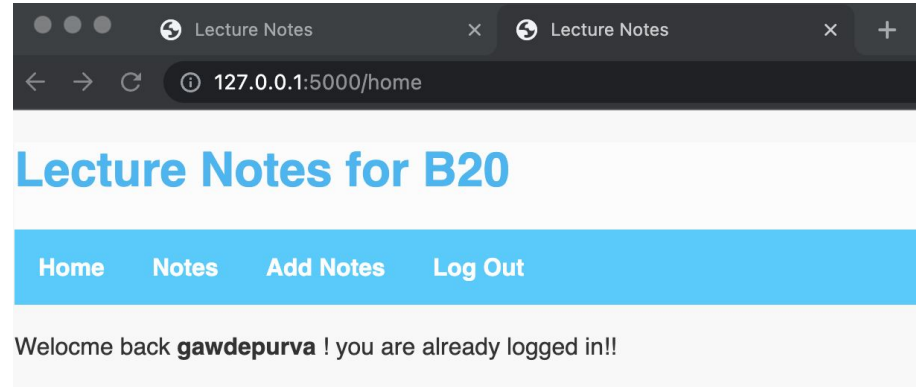 Lecture Notes
Lecture Notes
127.0.0.1:5000/home
Lecture Notes for B20
Home Notes Add Notes Log Out
Welocme back gawdepurva ! you are already logged in!!